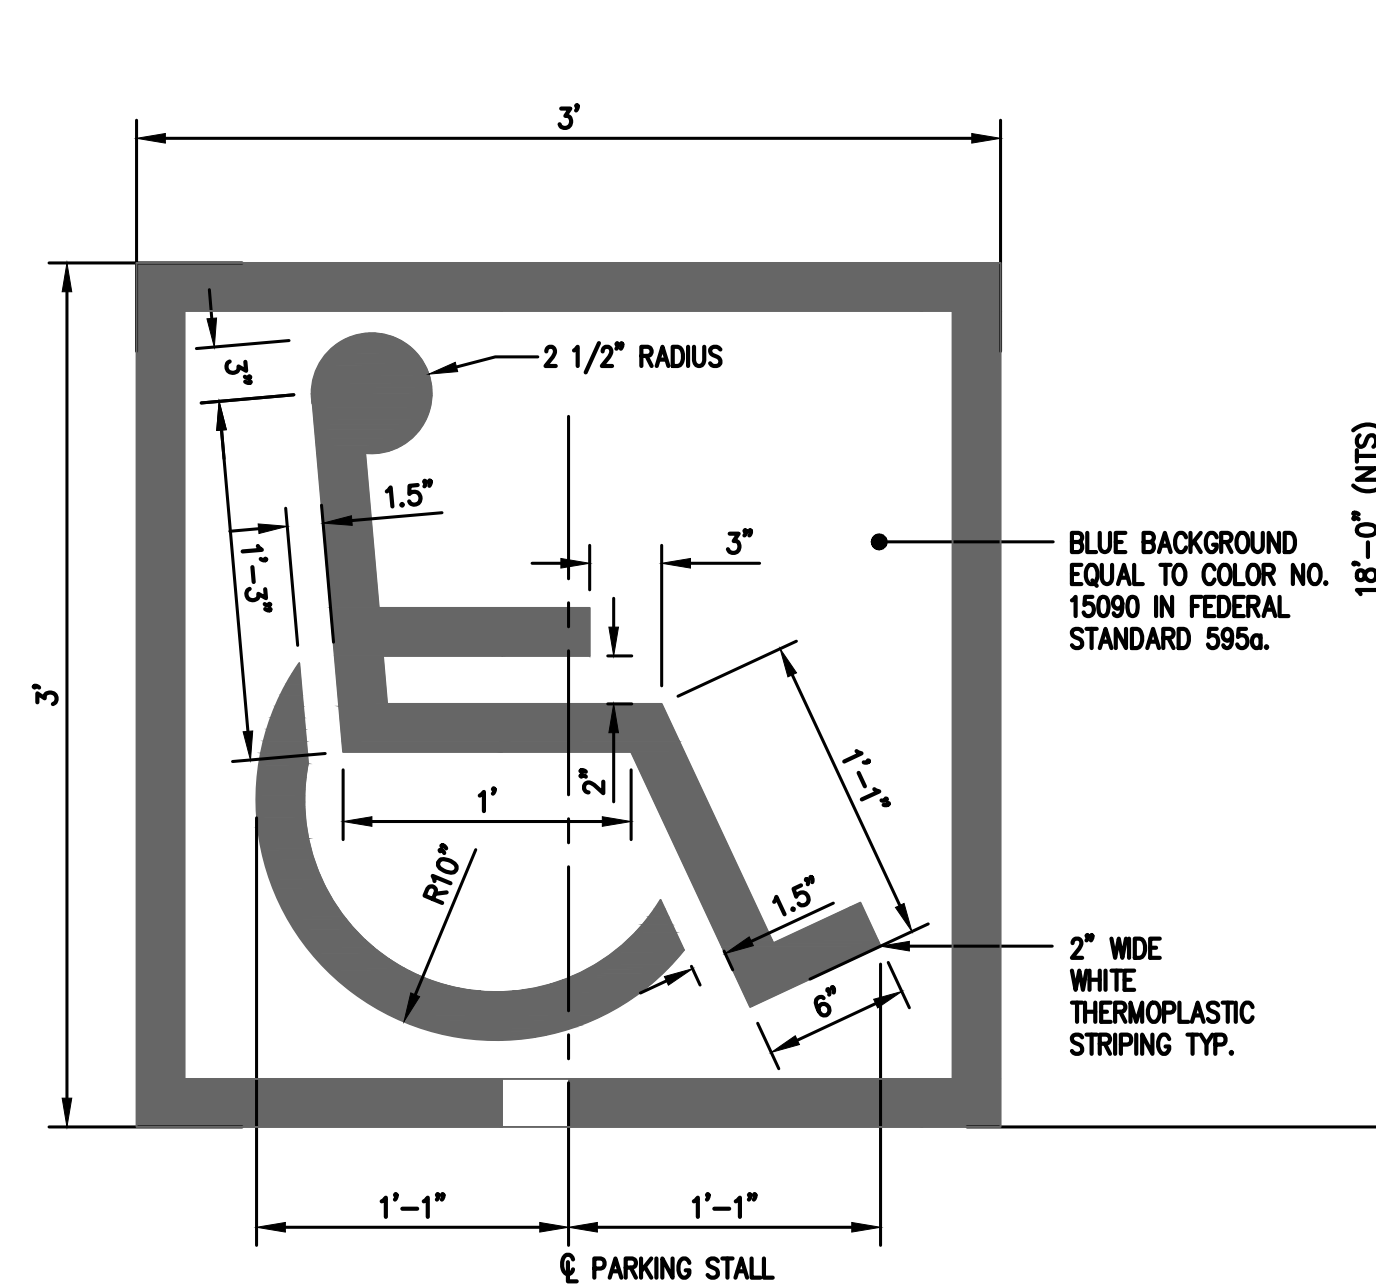 3'
3"
2 1/2" RADIUS
1.5"
3"
1'-3"
BLUE BACKGROUND
EQUAL TO COLOR NO.
15090 IN FEDERAL
STANDARD 595a.
18'-0" (NTS)
3'
2"
1'
1'-1"
R10"
1.5"
2" WIDE
WHITE
THERMOPLASTIC
STRIPING TYP.
6"
1'-1"
1'-1"
℄ PARKING STALL